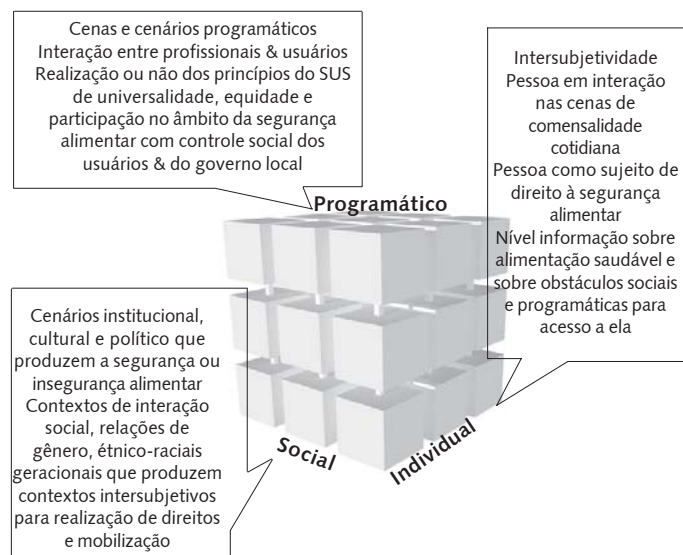 Cenas e cenários programáticos
Interação entre profissionais & usuários
Realização ou não dos princípios do SUS
de universalidade, equidade e
participação no âmbito da segurança
alimentar com controle social dos
usuários & do governo local
Intersubjetividade
Pessoa em interação
nas cenas de
comensalidade
cotidiana
Pessoa como sujeito de
direito à segurança
alimentar
Nível informação sobre
alimentação saudável e
sobre obstáculos sociais
e programáticas para
acesso a ela
Programático
Cenários institucional,
cultural e político que
produzem a segurança ou
insegurança alimentar
Contextos de interação
social, relações de
gênero, étnico-raciais
geracionais que produzem
contextos intersubjetivos
para realização de direitos
e mobilização
Social
Individual